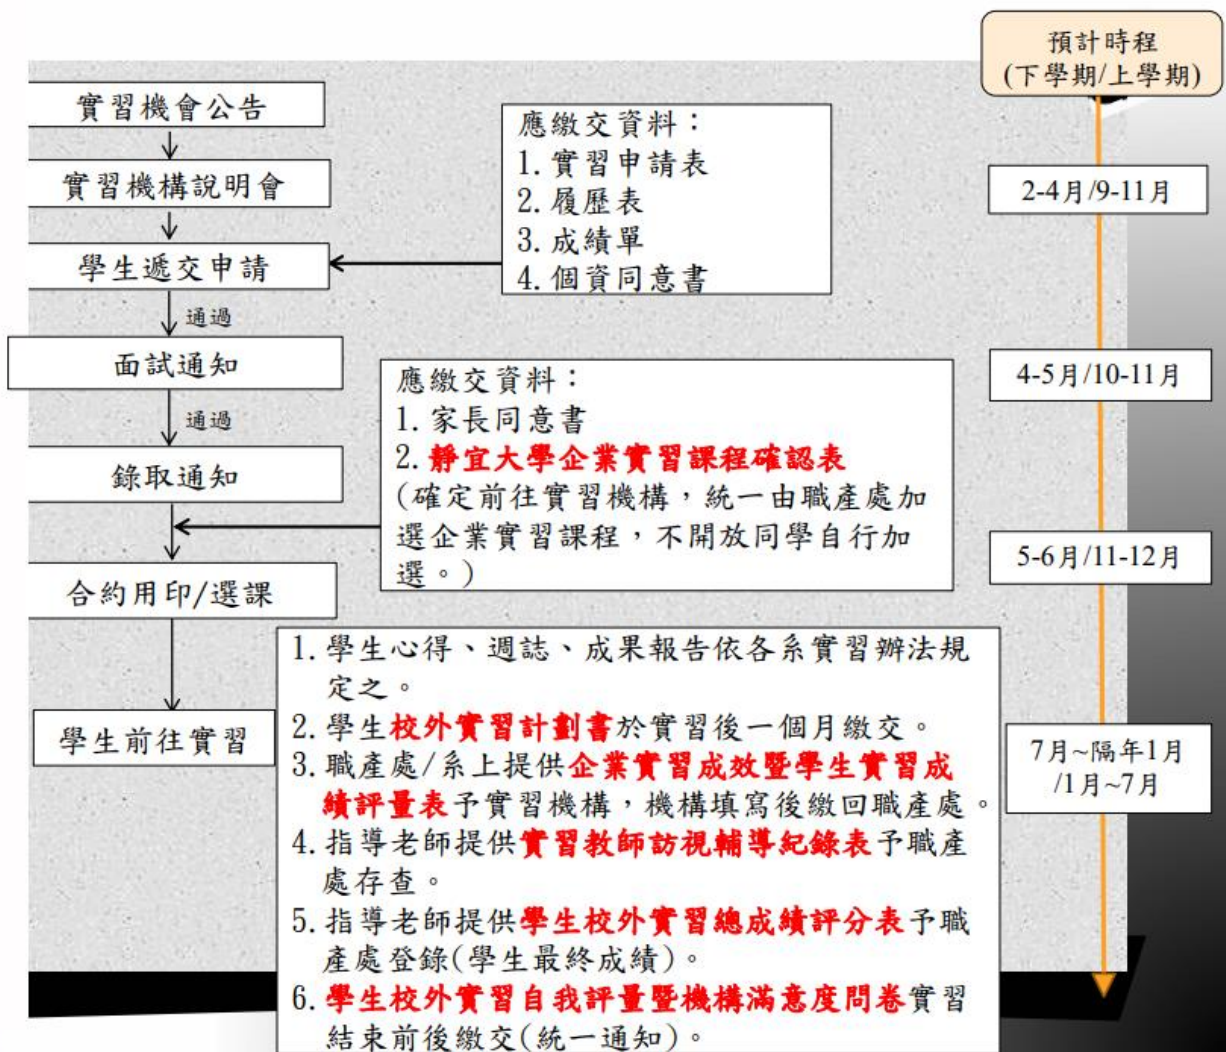 預計時程
(下學期/上學期)
實習機會公告
實習機構說明會
學生遞交申請
通過
面試通知
通過
錄取通知
合約用印/選課
學生前往實習
應繳交資料：
1.實習申請表
2.履歷表
3.成績單
4.個資同意書
應繳交資料：
1.家長同意書
2.靜宜大學企業實習課程確認表
(確定前往實習機構，統一由職產處加
選企業實習課程，不開放同學自行加
選。)
1.學生心得、週誌、成果報告依各系實習辦法規
定之。
2.學生校外實習計劃書於實習後一個月繳交。
3.職產處/系上提供企業實習成效暨學生實習成
績評量表予實習機構，機構填寫後繳回職產處。
4.指導老師提供實習教師訪視輔導紀錄表予職產
處存查。
5.指導老師提供學生校外實習總成績評分表予職
產處登錄(學生最終成績)。
6.學生校外實習自我評量暨機構滿意度問卷實習
結束前後繳交(統一通知)。
2-4月/9-11月
4-5月/10-11月
5-6月/11-12月
7月~隔年1月
/1月~7月